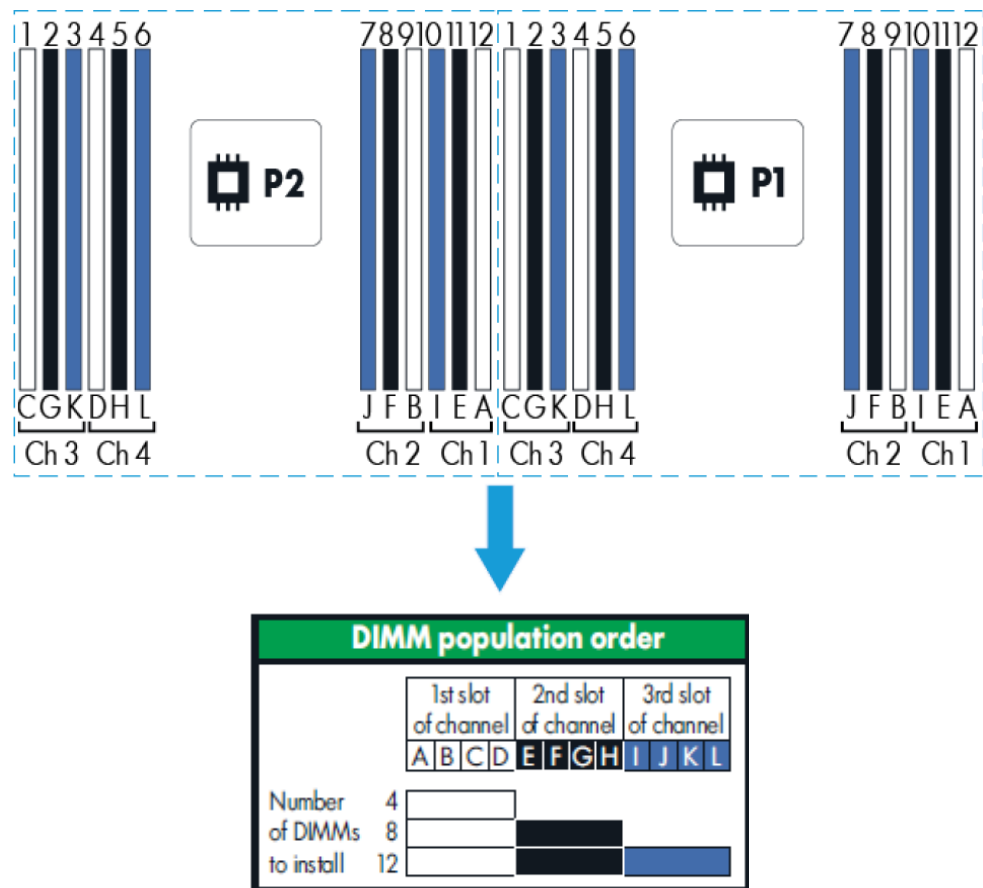 1 2 3 4 5 6 7 8 9 10 11 12 1 2 3 4 5 6 7 8 9 10 11 12
P2 P1
C G K D H L J F B I E A C G K D H L J F B I E A
Ch 3 Ch 4 Ch 2 Ch 1 Ch 3 Ch 4 Ch 2 Ch 1
DIMM population order
1st slot 2nd slot 3rd slot
of channel of channel of channel
A B C D E F G H I J K L
Number 4
of DIMMs 8
to install 12